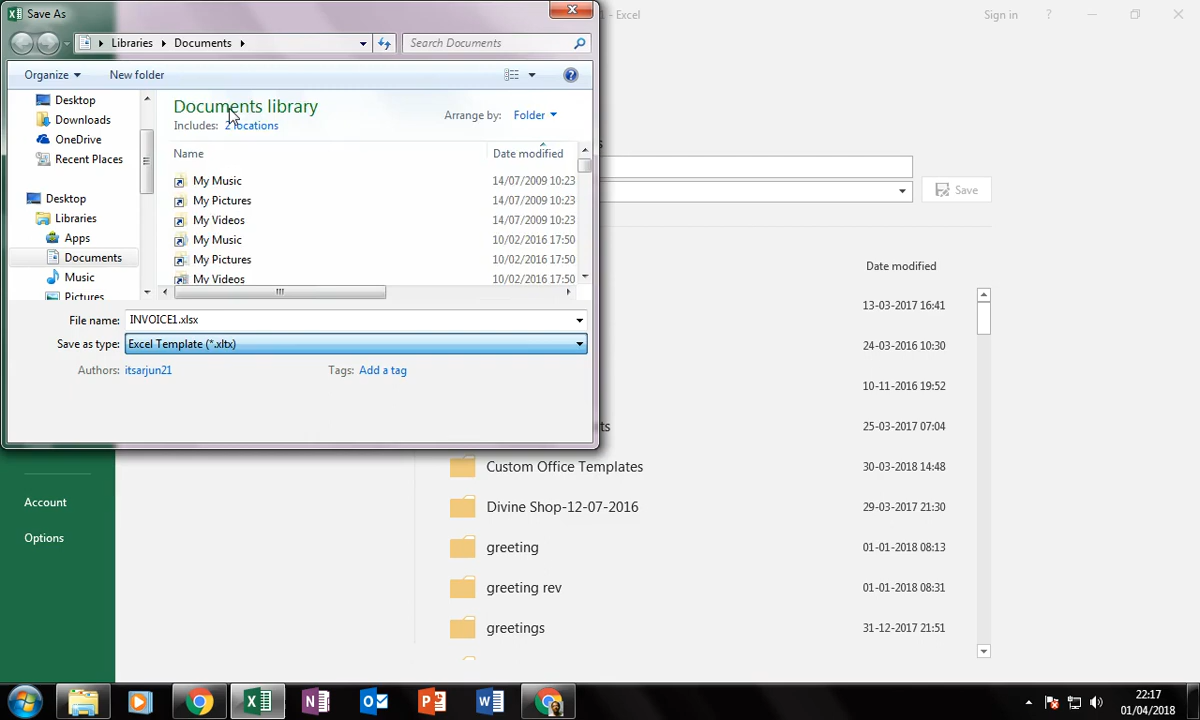 Save As
1 - Excel
Sign in
?
Libraries
Documents
Search Documents
Organize
New folder
?
Desktop
Downloads
OneDrive
Recent Places
Desktop
Libraries
Apps
Documents
Music
Pictures
Documents library
Includes: 2 locations
Arrange by: Folder
Name
Date modified
My Music 14/07/2009 10:23
My Pictures 14/07/2009 10:23
My Videos 14/07/2009 10:23
My Music 10/02/2016 17:50
My Pictures 10/02/2016 17:50
My Videos 10/02/2016 17:50
File name: INVOICE1.xlsx
Save as type: Excel Template (*.xltx)
Authors: itsarjun21
Tags: Add a tag
Save
Date modified
13-03-2017 16:41
24-03-2016 10:30
10-11-2016 19:52
ts 25-03-2017 07:04
Custom Office Templates 30-03-2018 14:48
Divine Shop-12-07-2016 29-03-2017 21:30
greeting 01-01-2018 08:13
greeting rev 01-01-2018 08:31
greetings 31-12-2017 21:51
Account
Options
22:17
01/04/2018